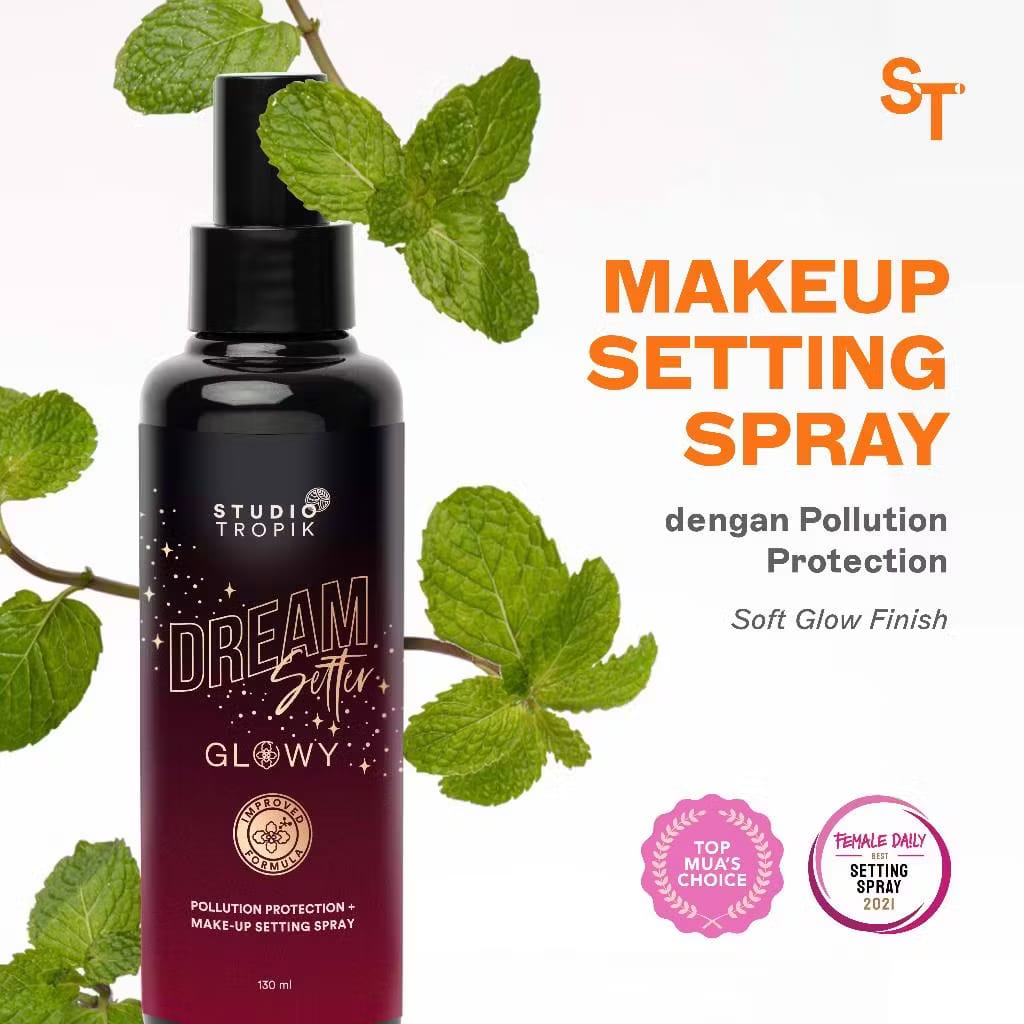 ST
MAKEUP
SETTING
SPRAY
dengan Pollution
Protection
Soft Glow Finish
STUDIO
TROPIK
DREAM
Setter
GLOWY
IMPROVED
FORMULA
POLLUTION PROTECTION +
MAKE-UP SETTING SPRAY
130 ml
TOP
MUA'S
CHOICE
FEMALE DAILY
BEST
SETTING
SPRAY
2021